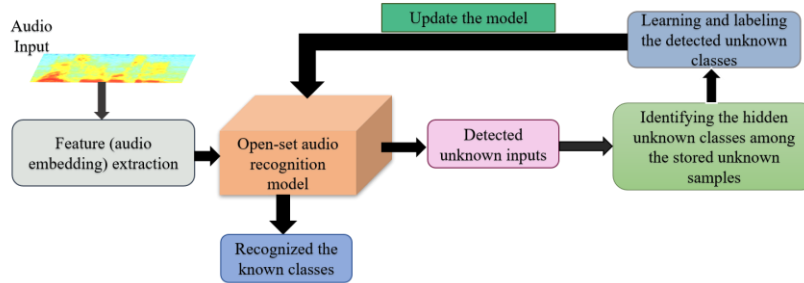 Audio
Input
Feature (audio
embedding) extraction
Open-set audio
recognition
model
Recognized the
known classes
Detected
unknown inputs
Identifying the hidden
unknown classes among
the stored unknown
samples
Learning and labeling
the detected unknown
classes
Update the model